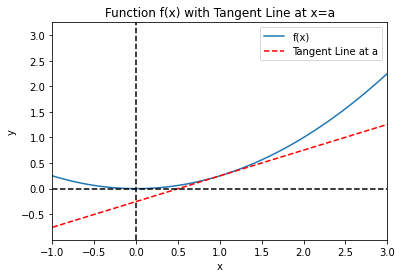 Function f(x) with Tangent Line at x=a
f(x)
Tangent Line at a
y
3.0
2.5
2.0
1.5
1.0
0.5
0.0
−0.5
−1.0 −0.5 0.0 0.5 1.0 1.5 2.0 2.5 3.0
x